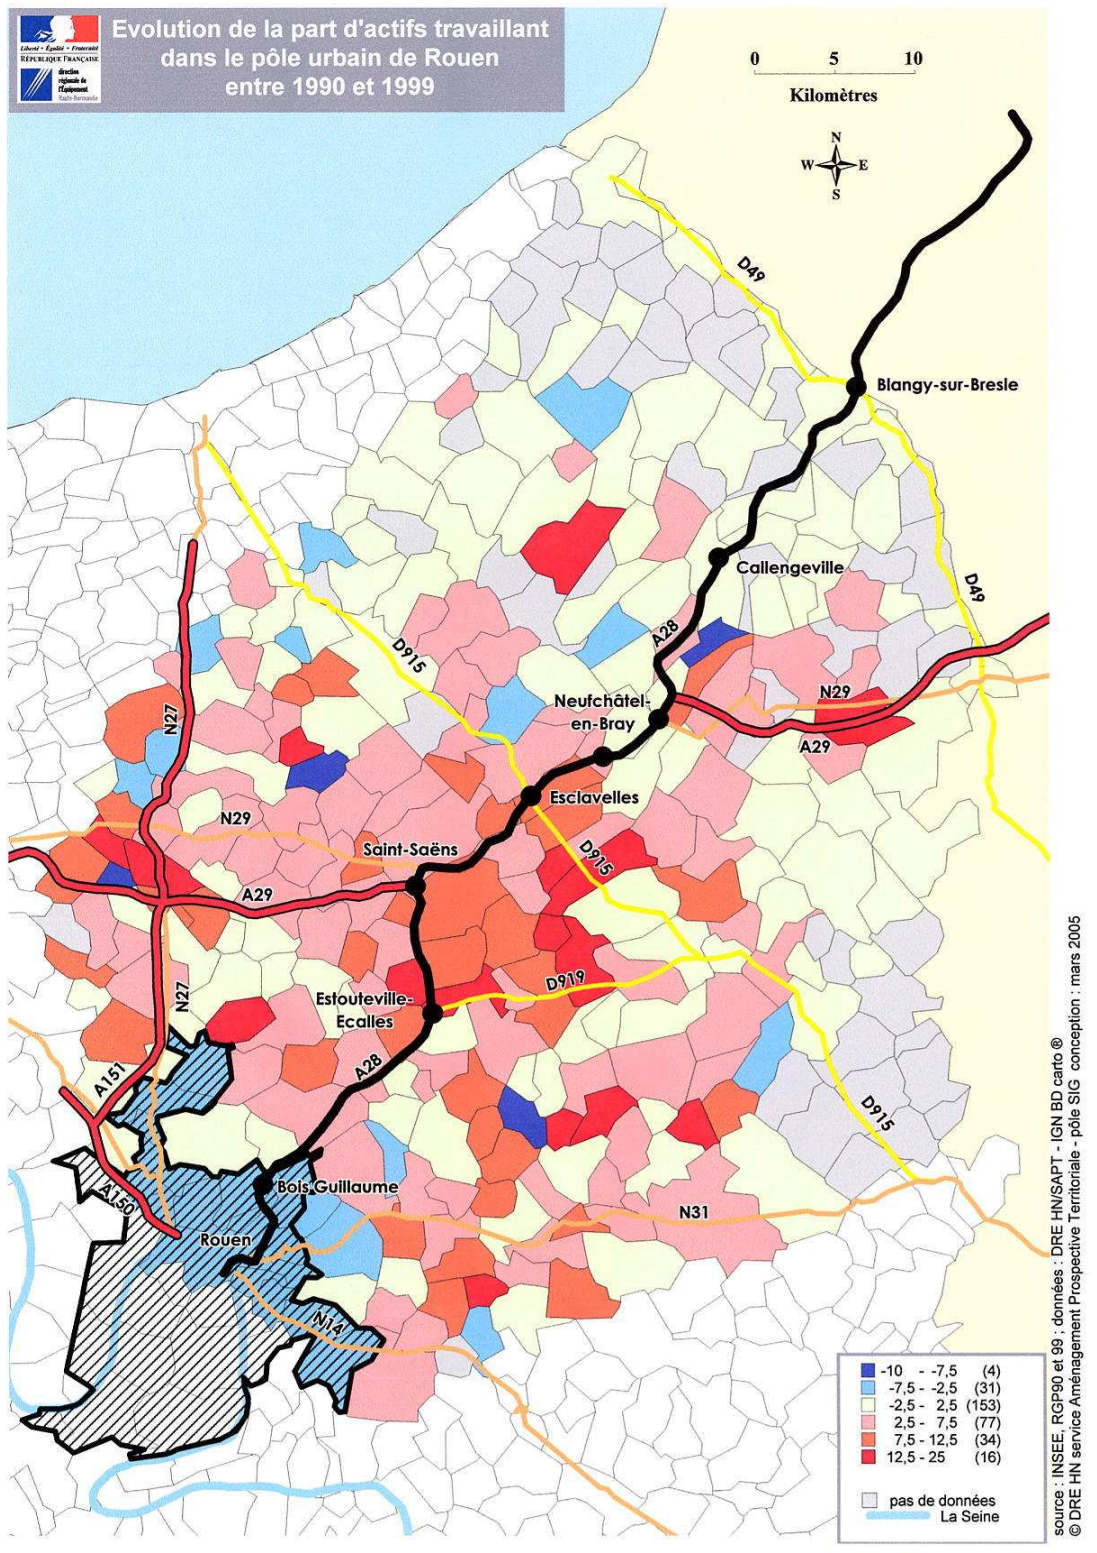 Evolution de la part d'actifs travaillant
dans le pôle urbain de Rouen
entre 1990 et 1999
Liberté • Égalité • Fraternité
RÉPUBLIQUE FRANÇAISE
direction
régionale de
l'Équipement
Haute-Normandie
0 5 10
Kilomètres
N
W E
S
D49
Blangy-sur-Bresle
Callengeville
D49
A28
D915
N27
Neufchâtel-
en-Bray
N29
A29
Esclavelles
N29
Saint-Saëns
D915
A29
D919
N27
Estouteville-
Ecalles
A28
A151
D915
A150
Bois Guillaume
N31
Rouen
N14
-10 - -7,5 (4)
-7,5 - -2,5 (31)
-2,5 - 2,5 (153)
2,5 - 7,5 (77)
7,5 - 12,5 (34)
12,5 - 25 (16)
pas de données
La Seine
source : INSEE, RGP90 et 99 ; données : DRE HN/SAPT - IGN BD carto ®
© DRE HN service Aménagement Prospective Territoriale - pôle SIG conception : mars 2005